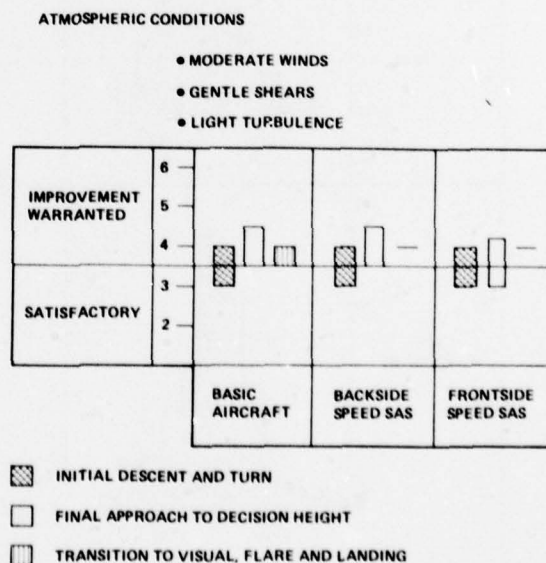 ATMOSPHERIC CONDITIONS
• MODERATE WINDS
• GENTLE SHEARS
• LIGHT TURBULENCE
6
IMPROVEMENT
WARRANTED
5
4
SATISFACTORY
3
2
BASIC
AIRCRAFT
BACKSIDE
SPEED SAS
FRONTSIDE
SPEED SAS
INITIAL DESCENT AND TURN
FINAL APPROACH TO DECISION HEIGHT
TRANSITION TO VISUAL, FLARE AND LANDING